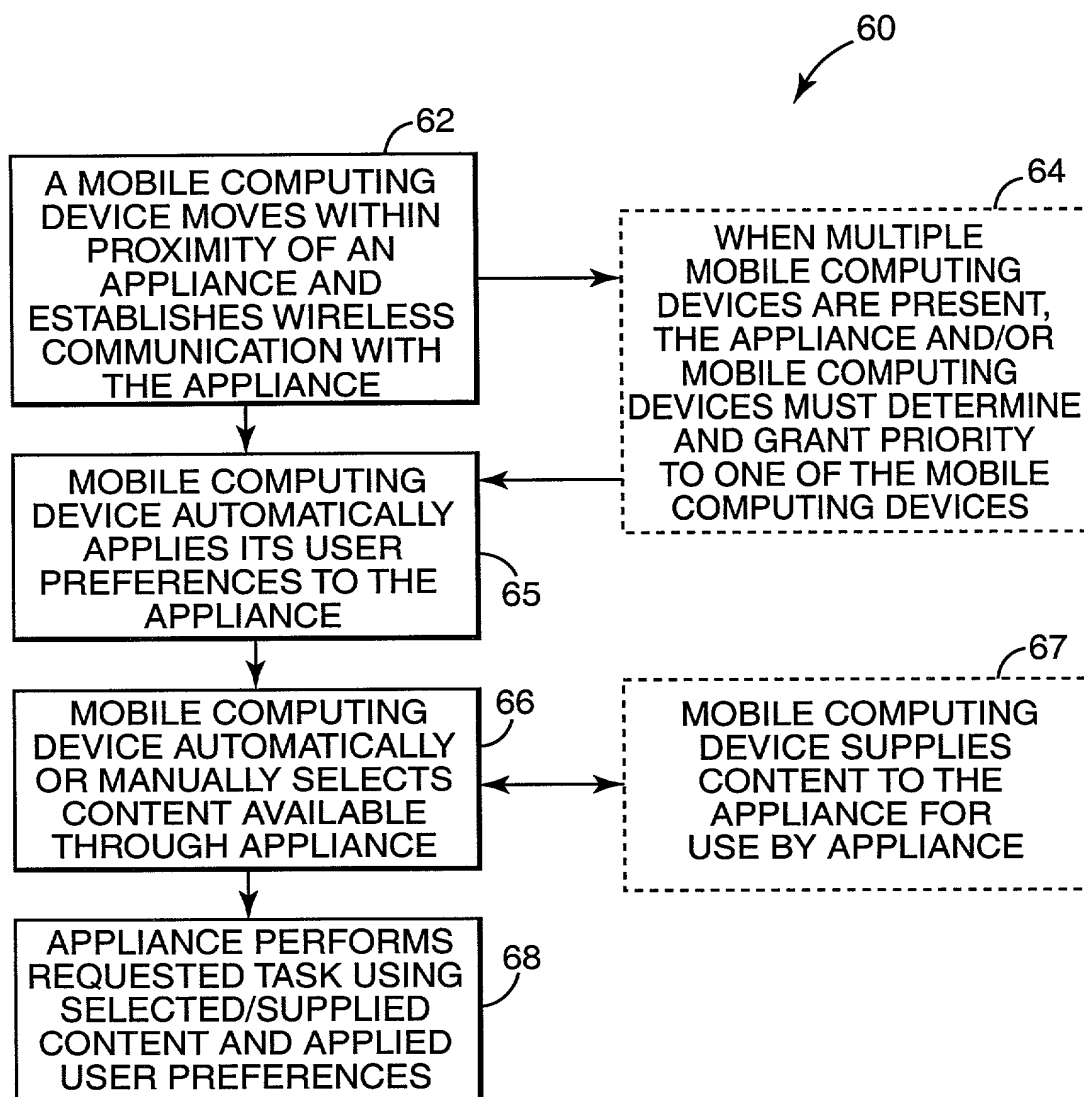 60
62
A MOBILE COMPUTING
DEVICE MOVES WITHIN
PROXIMITY OF AN
APPLIANCE AND
ESTABLISHES WIRELESS
COMMUNICATION WITH
THE APPLIANCE
64
WHEN MULTIPLE
MOBILE COMPUTING
DEVICES ARE PRESENT,
THE APPLIANCE AND/OR
MOBILE COMPUTING
DEVICES MUST DETERMINE
AND GRANT PRIORITY
TO ONE OF THE MOBILE
COMPUTING DEVICES
MOBILE COMPUTING
DEVICE AUTOMATICALLY
APPLIES ITS USER
PREFERENCES TO THE
APPLIANCE
65
MOBILE COMPUTING
DEVICE AUTOMATICALLY
OR MANUALLY SELECTS
CONTENT AVAILABLE
THROUGH APPLIANCE
66
67
MOBILE COMPUTING
DEVICE SUPPLIES
CONTENT TO THE
APPLIANCE FOR
USE BY APPLIANCE
APPLIANCE PERFORMS
REQUESTED TASK USING
SELECTED/SUPPLIED
CONTENT AND APPLIED
USER PREFERENCES
68